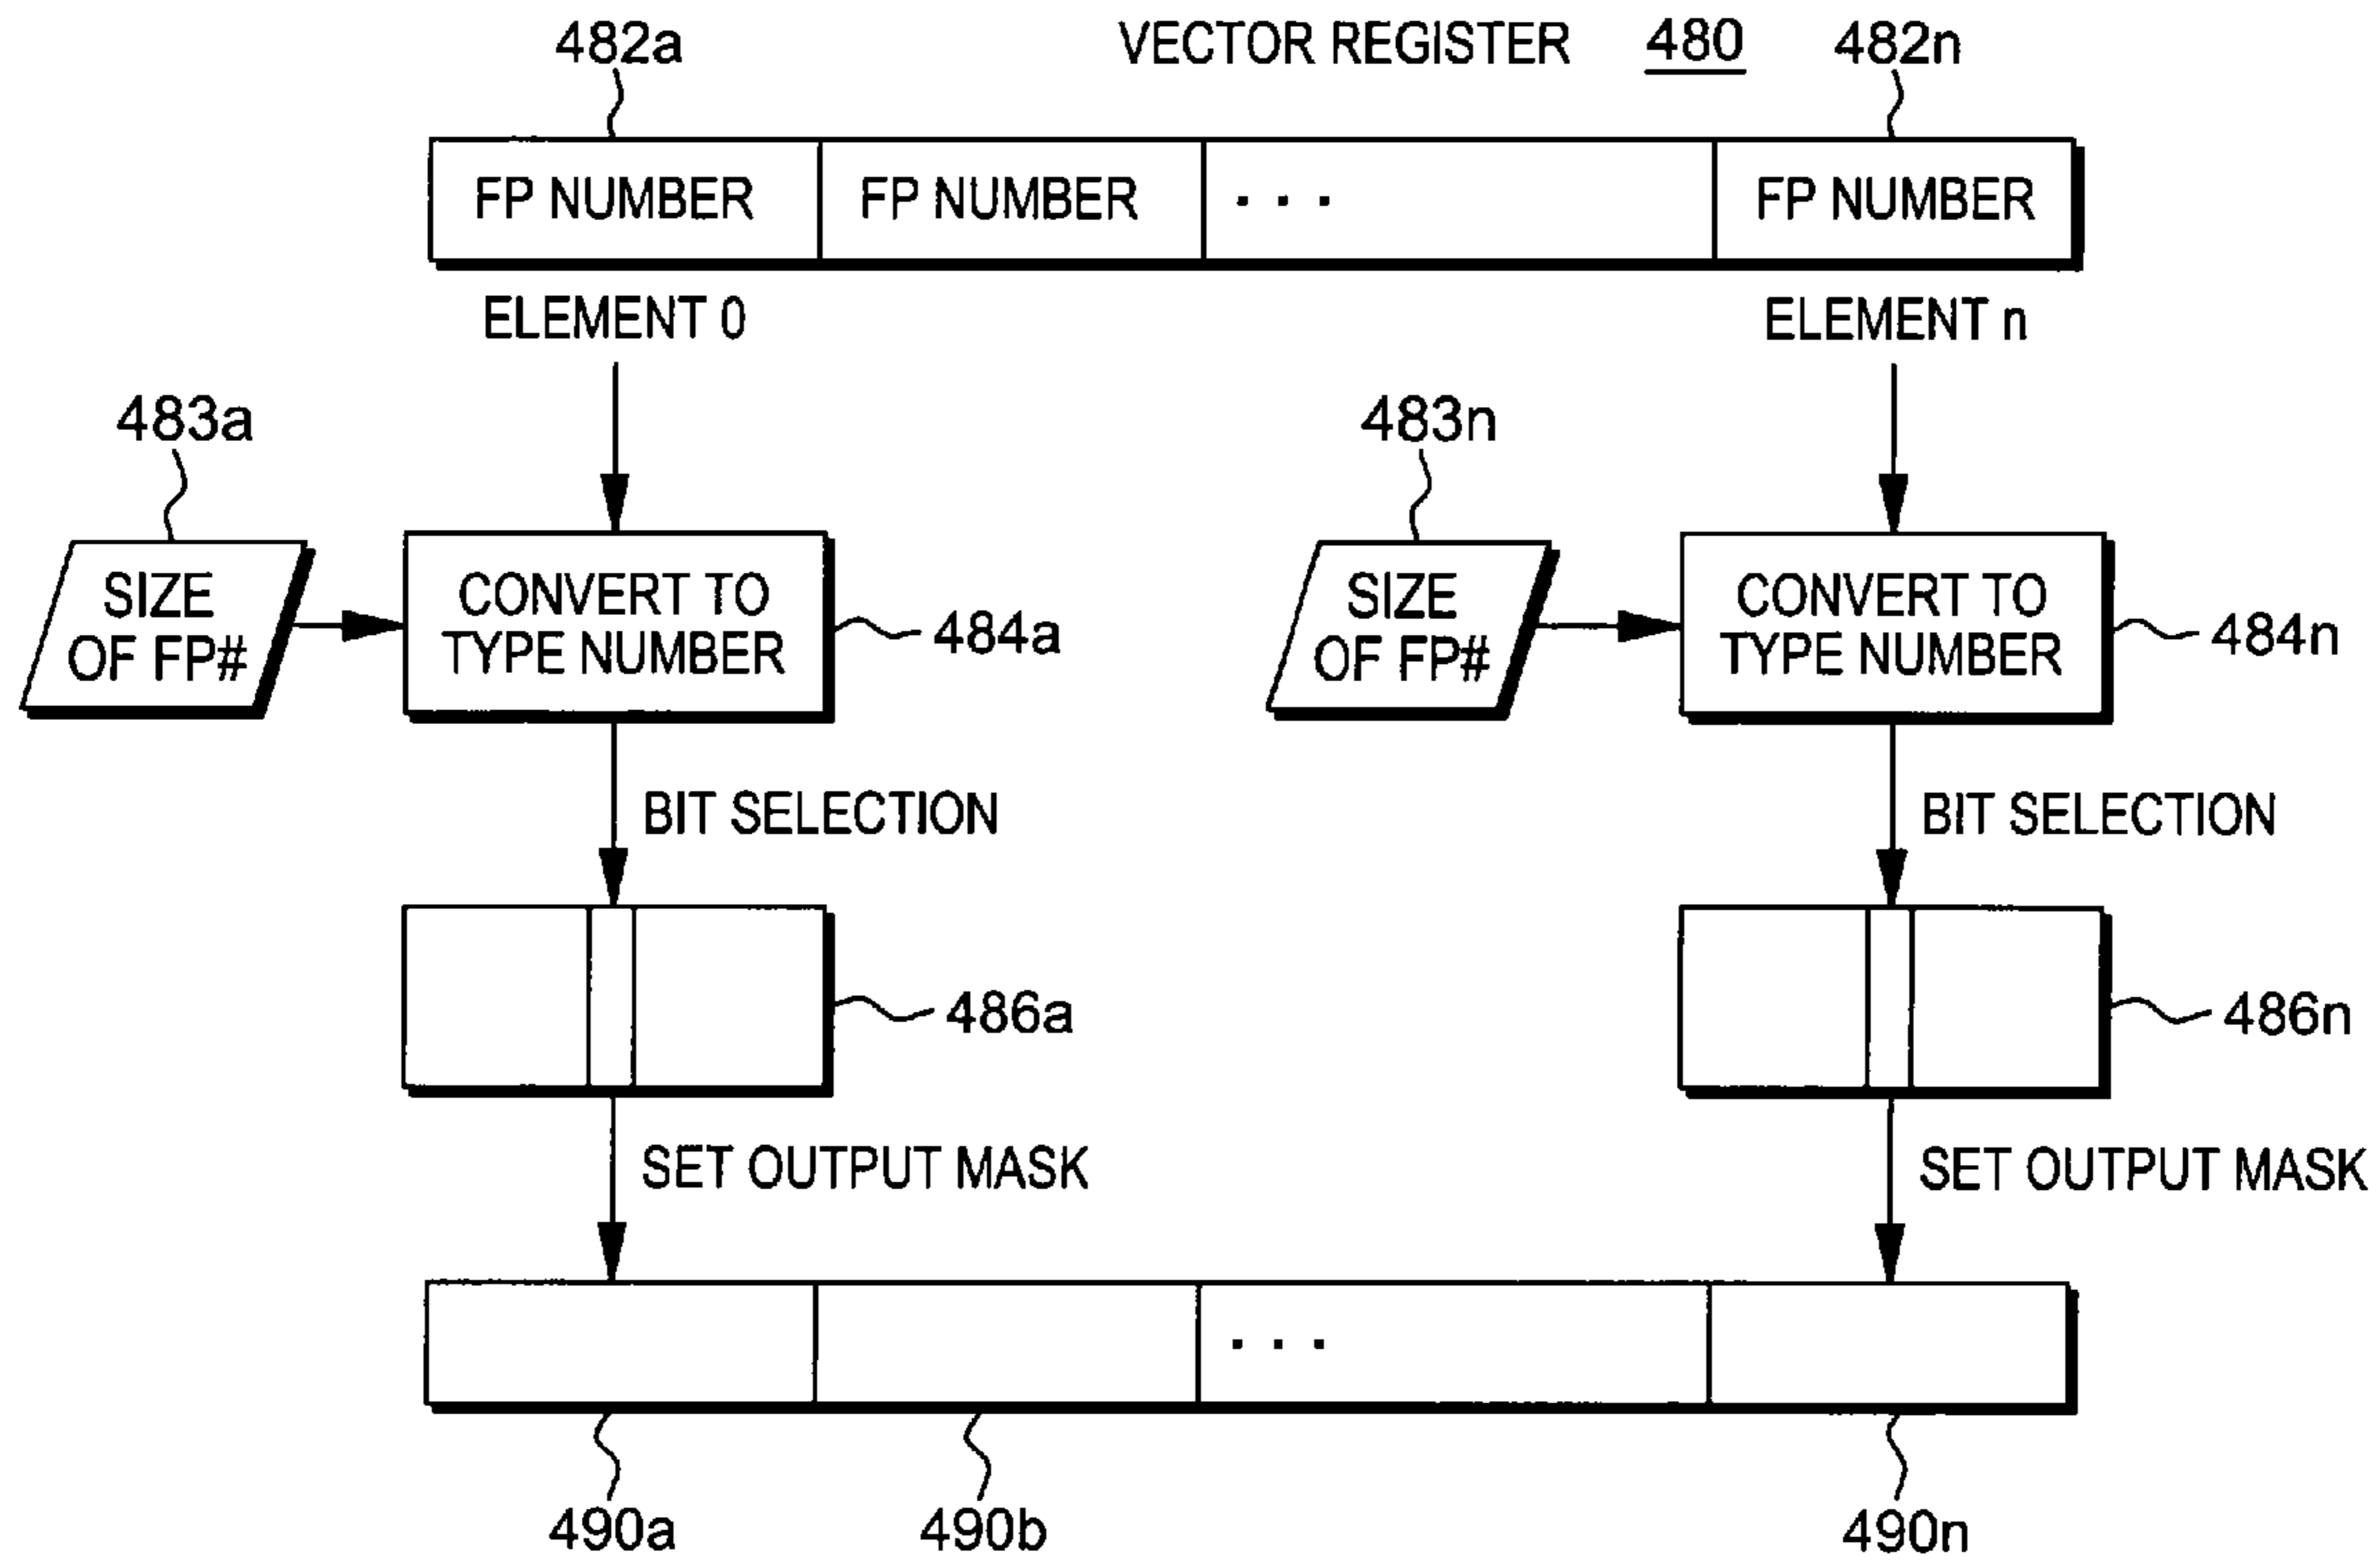 482a VECTOR REGISTER 480 482n
FP NUMBER FP NUMBER . . . FP NUMBER
ELEMENT 0 ELEMENT n
483a 483n
SIZE
OF FP#
CONVERT TO
TYPE NUMBER
484a
SIZE
OF FP#
CONVERT TO
TYPE NUMBER
484n
BIT SELECTION BIT SELECTION
486a 486n
SET OUTPUT MASK SET OUTPUT MASK
. . .
490a 490b 490n